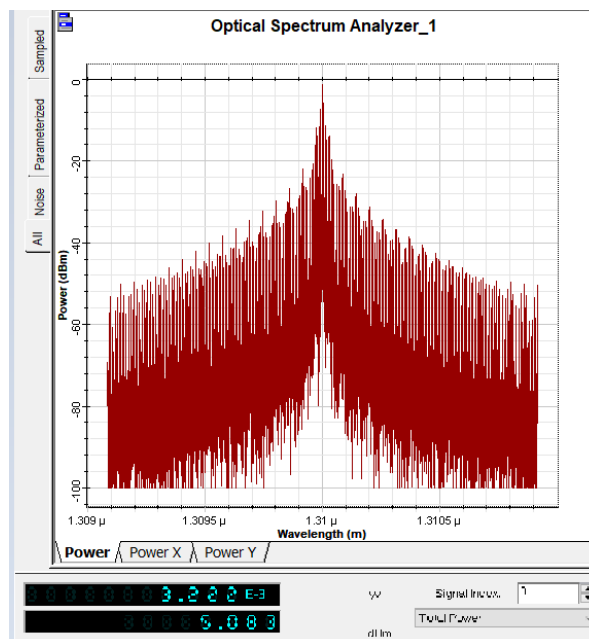 Optical Spectrum Analyzer_1
Sampled
Parameterized
Noise
All
Power (dBm)
0
-20
-40
-60
-80
-100
1.309 µ
1.3095 µ
1.31 µ
1.3105 µ
Wavelength (m)
Power
Power X
Power Y
3.222 E-3
W
Signal Index:
5.083
dBm
Total Power